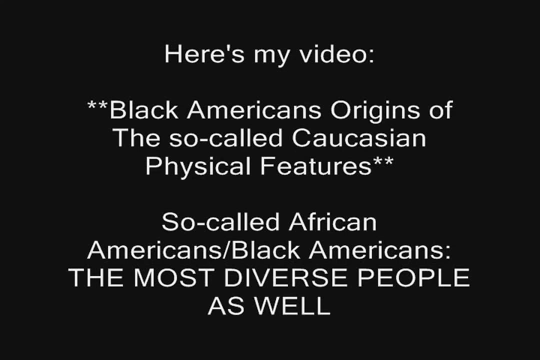 Here's my video:
**Black Americans Origins of
The so-called Caucasian
Physical Features**
So-called African
Americans/Black Americans:
THE MOST DIVERSE PEOPLE
AS WELL